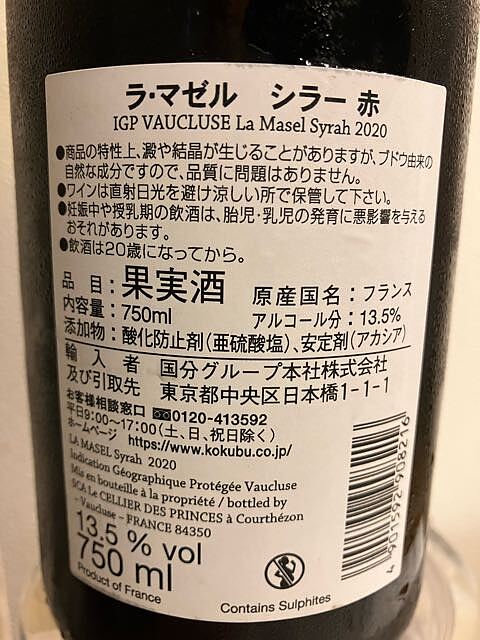 ラ・マゼル　シラー 赤
IGP VAUCLUSE La Masel Syrah 2020
●商品の特性上、澱や結晶が生じることがありますが、ブドウ由来の
自然な成分ですので、品質に問題はありません。
●ワインは直射日光を避け涼しい所で保管して下さい。
●妊娠中や授乳期の飲酒は、胎児・乳児の発育に悪影響を与える
おそれがあります。
●飲酒は20歳になってから。
品 目：果実酒 原産国名：フランス
内容量：750ml アルコール分：13.5%
添加物：酸化防止剤(亜硫酸塩)、安定剤(アカシア)
輸 入 者 国分グループ本社株式会社
及び引取先 東京都中央区日本橋1-1-1
お客様相談窓口 0120-413592
平日9:00～17:00(土、日、祝日除く)
ホームページ https://www.kokubu.co.jp/
LA MASEL Syrah 2020
Indication Géographique Protégée Vaucluse
Mis en bouteille à la propriété / bottled by
SCA Le CELLIER DES PRINCES à Courthézon
- Vaucluse - FRANCE 84350
13.5 % vol
750 ml
Product of France
Contains Sulphites
4 901592 908216